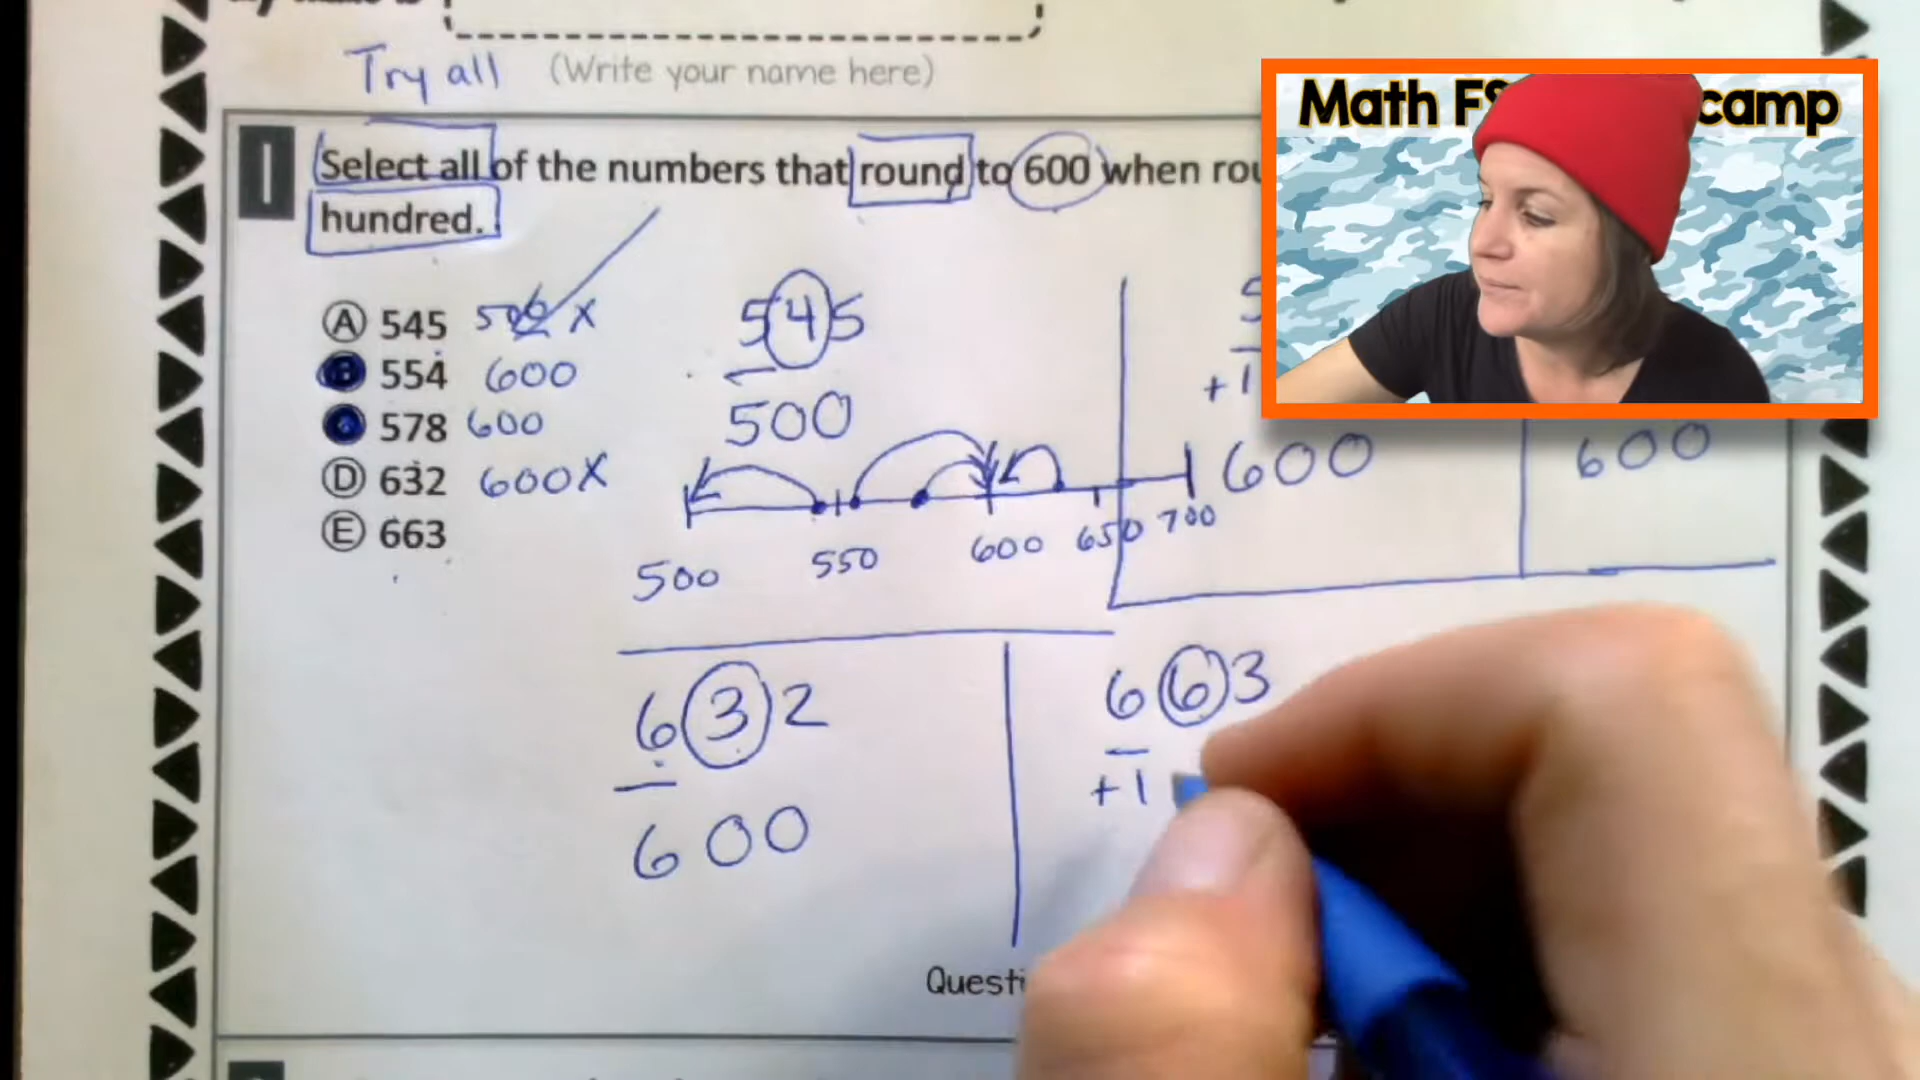 Try all (Write your name here)
1 Select all of the numbers that round to 600 when rou
hundred.
A 545 500 X
B 554 600
578 600
D 632 600X
E 663
545
500
500 550 600 650 700
+1
600
600
632
600
663
+1
Questi
Math FS camp